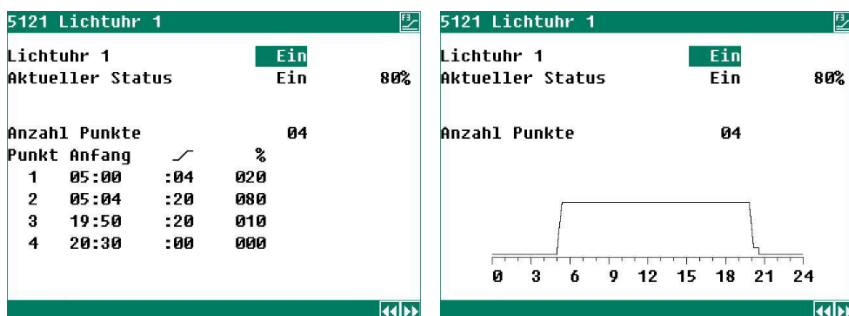 5121 Lichtuhr 1 F3
Lichtuhr 1 Ein
Aktueller Status Ein 80%
Anzahl Punkte 04
Punkt Anfang %
1 05:00 :04 020
2 05:04 :20 080
3 19:50 :20 010
4 20:30 :00 000
5121 Lichtuhr 1 F3
Lichtuhr 1 Ein
Aktueller Status Ein 80%
Anzahl Punkte 04
0 3 6 9 12 15 18 21 24